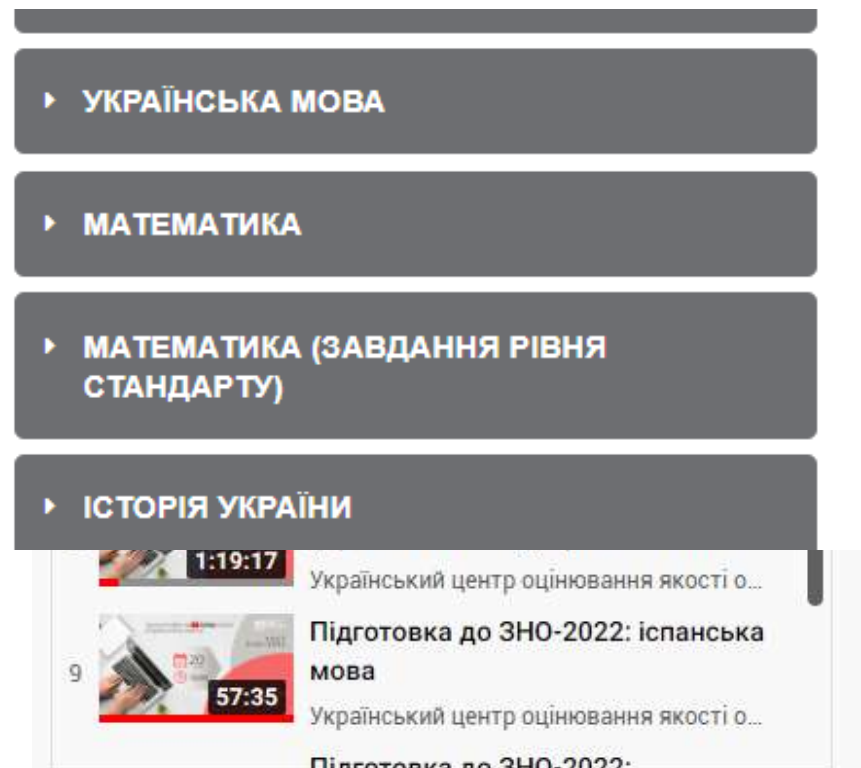 УКРАЇНСЬКА МОВА
МАТЕМАТИКА
МАТЕМАТИКА (ЗАВДАННЯ РІВНЯ
СТАНДАРТУ)
ІСТОРІЯ УКРАЇНИ
1:19:17
Український центр оцінювання якості о...
Підготовка до ЗНО-2022: іспанська
мова
9
20
57:35
Український центр оцінювання якості о...
Підготовка до ЗНО-2022: